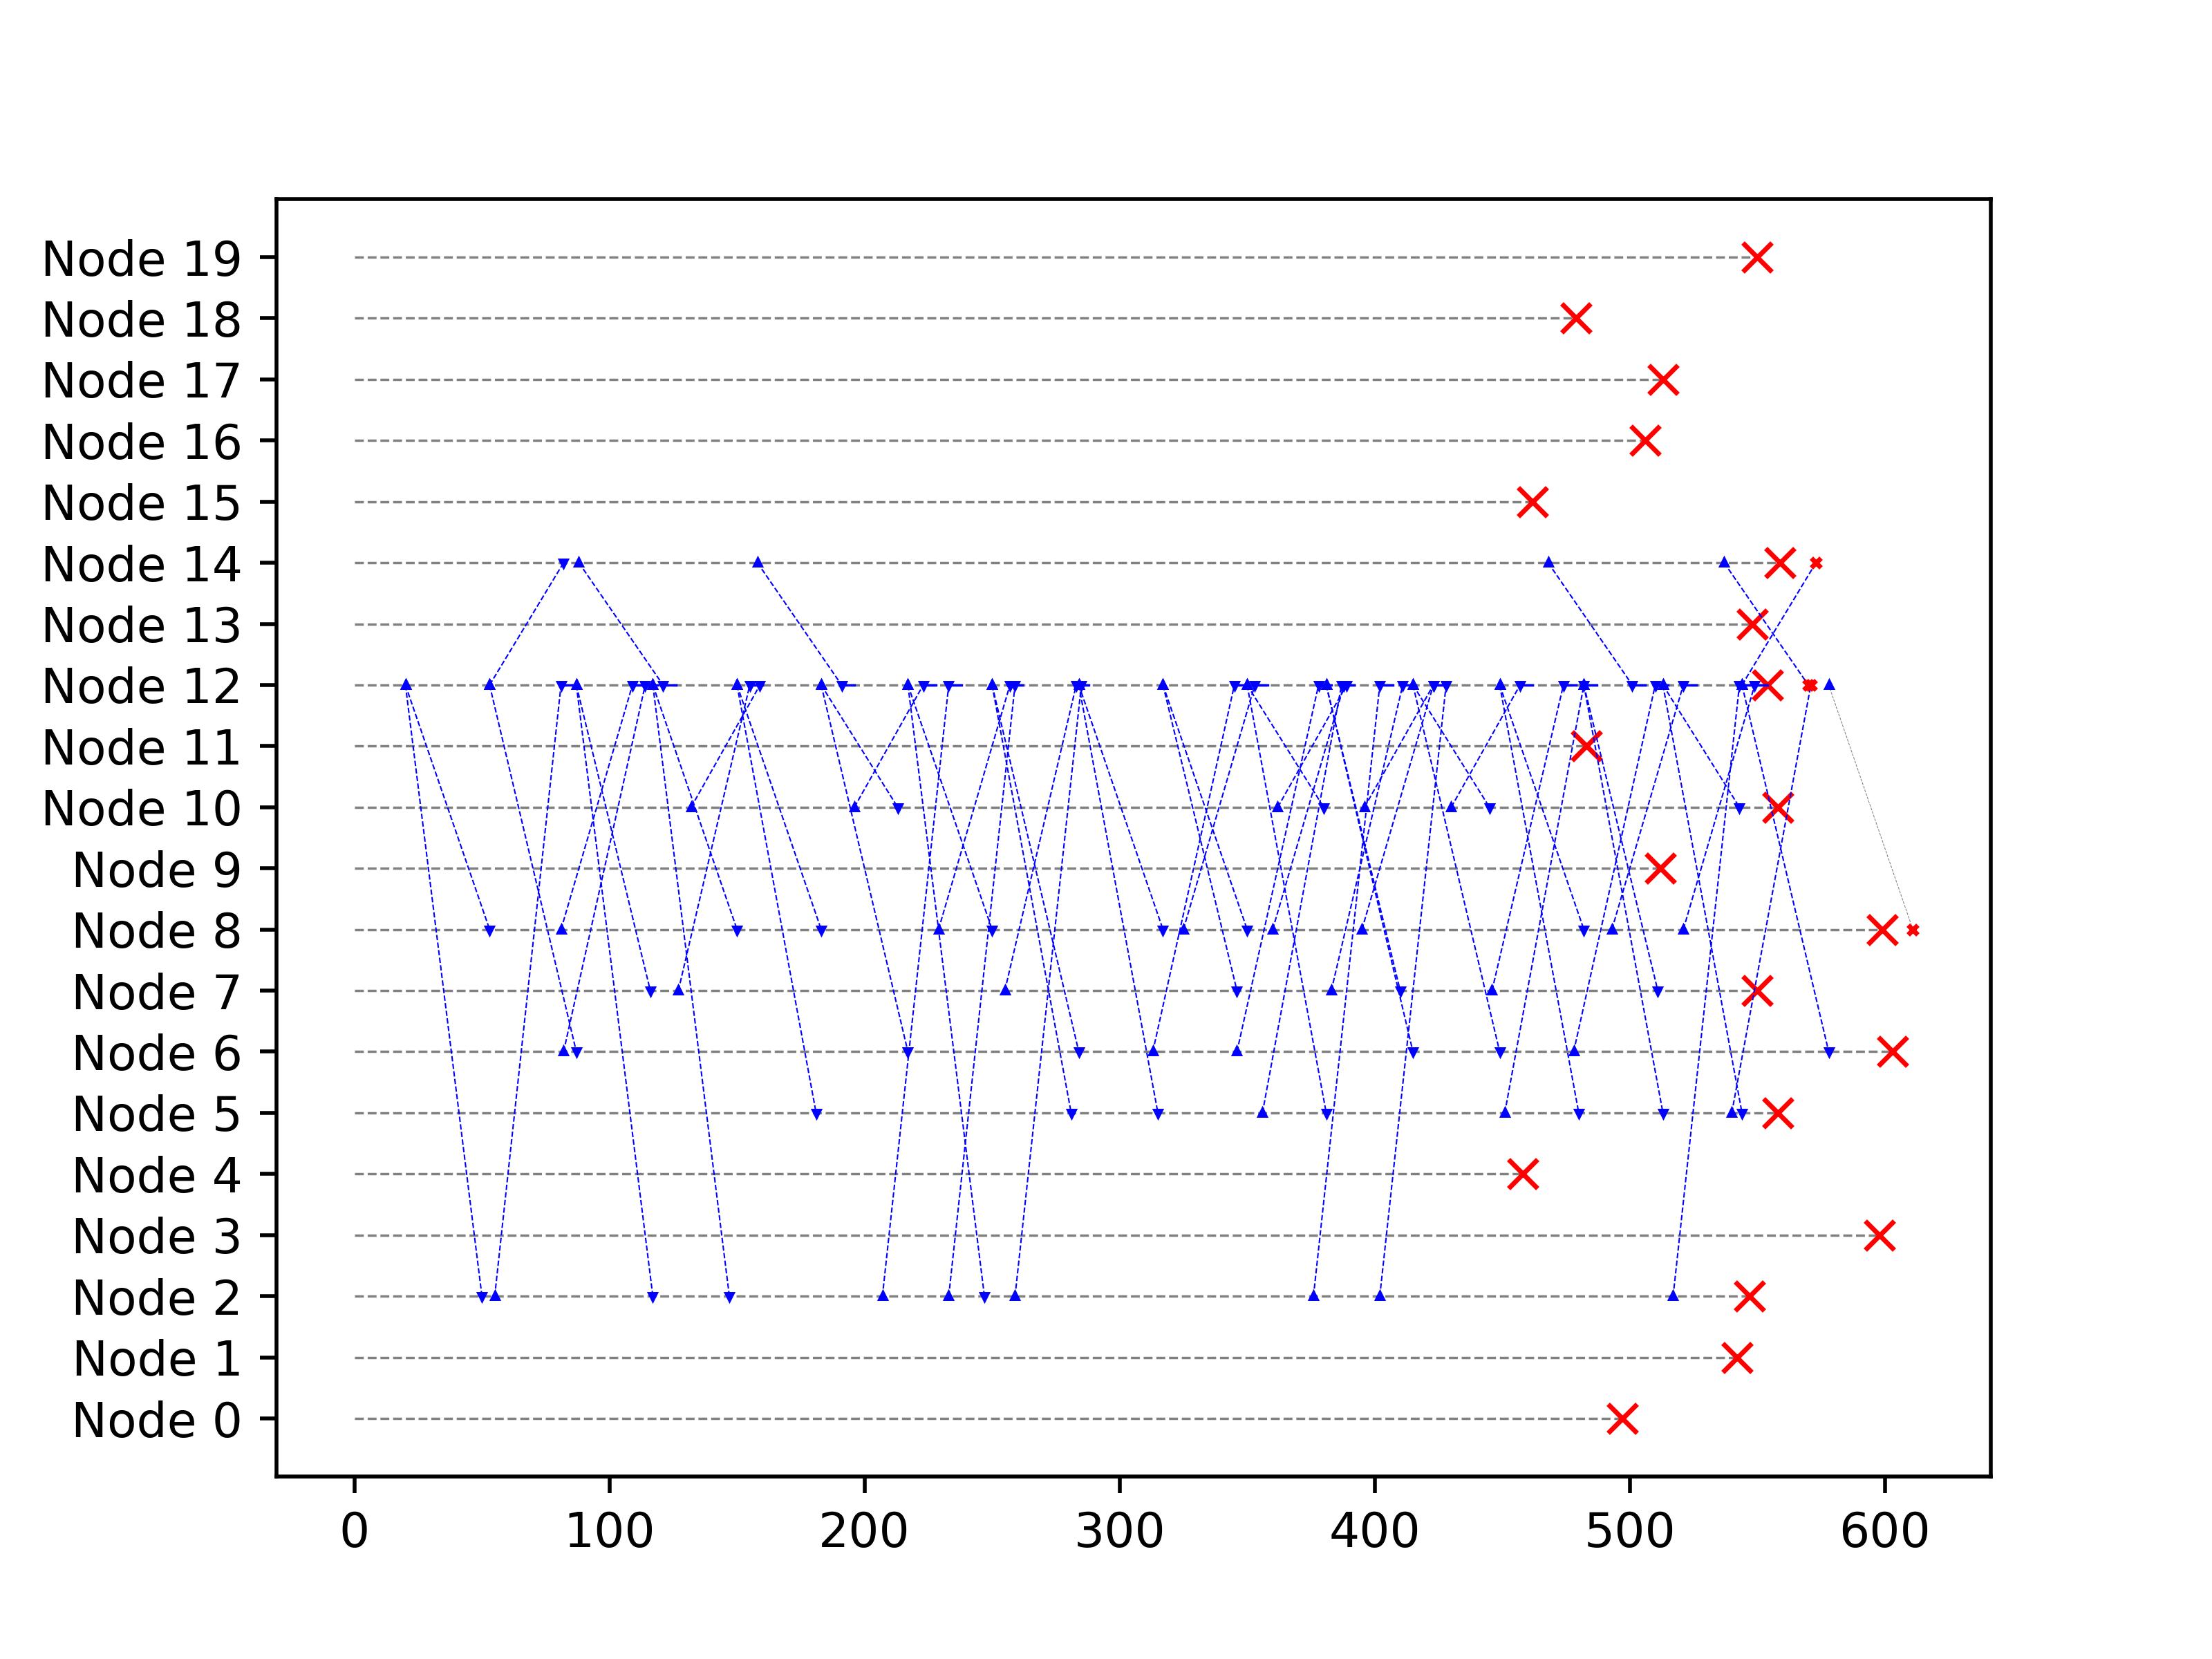 Node 19
Node 18
Node 17
Node 16
Node 15
Node 14
Node 13
Node 12
Node 11
Node 10
Node 9
Node 8
Node 7
Node 6
Node 5
Node 4
Node 3
Node 2
Node 1
Node 0
0 100 200 300 400 500 600